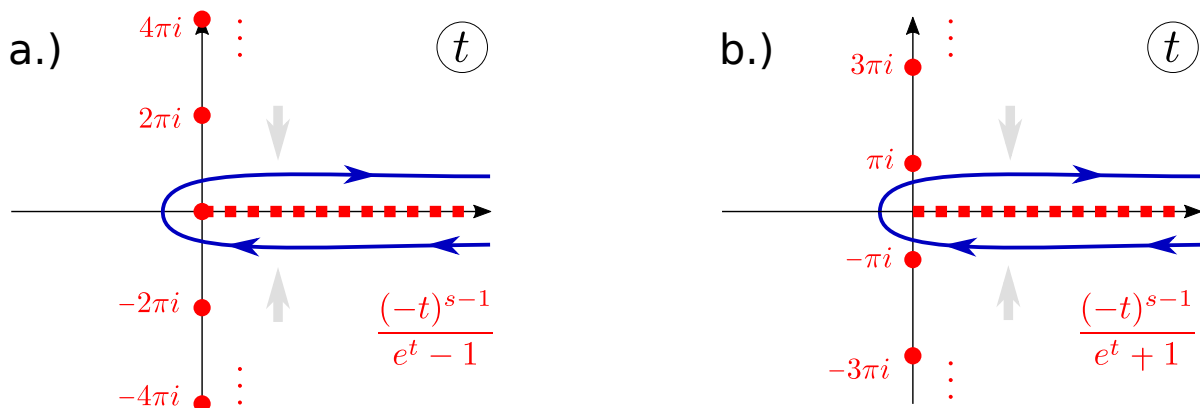 a.)
4πi
⋮
t
2πi
-2πi
-4πi
⋮
(-t)^{s-1}
e^t - 1
b.)
3πi
⋮
t
πi
-πi
-3πi
⋮
(-t)^{s-1}
e^t + 1